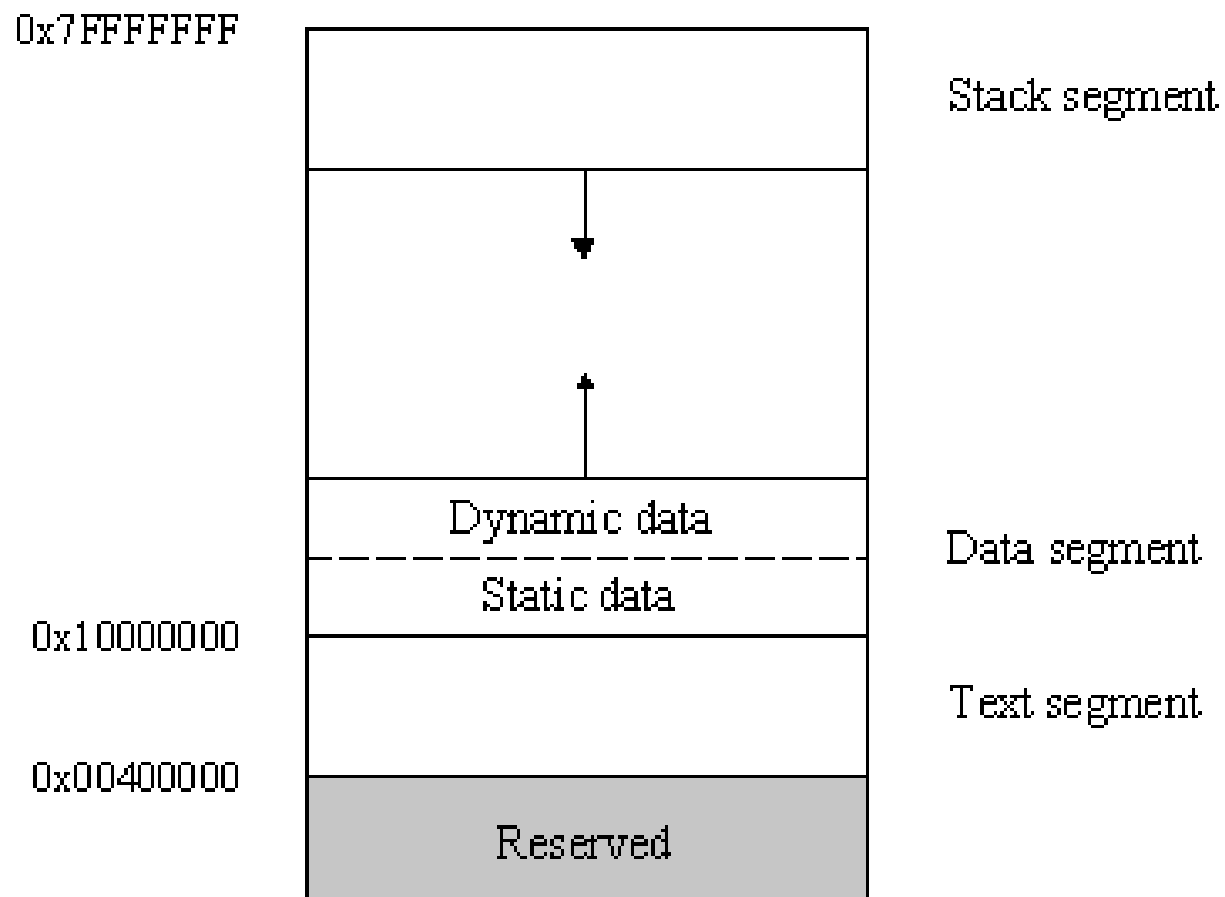 0x7FFFFFFF
Stack segment
Dynamic data
Data segment
Static data
0x10000000
Text segment
0x00400000
Reserved